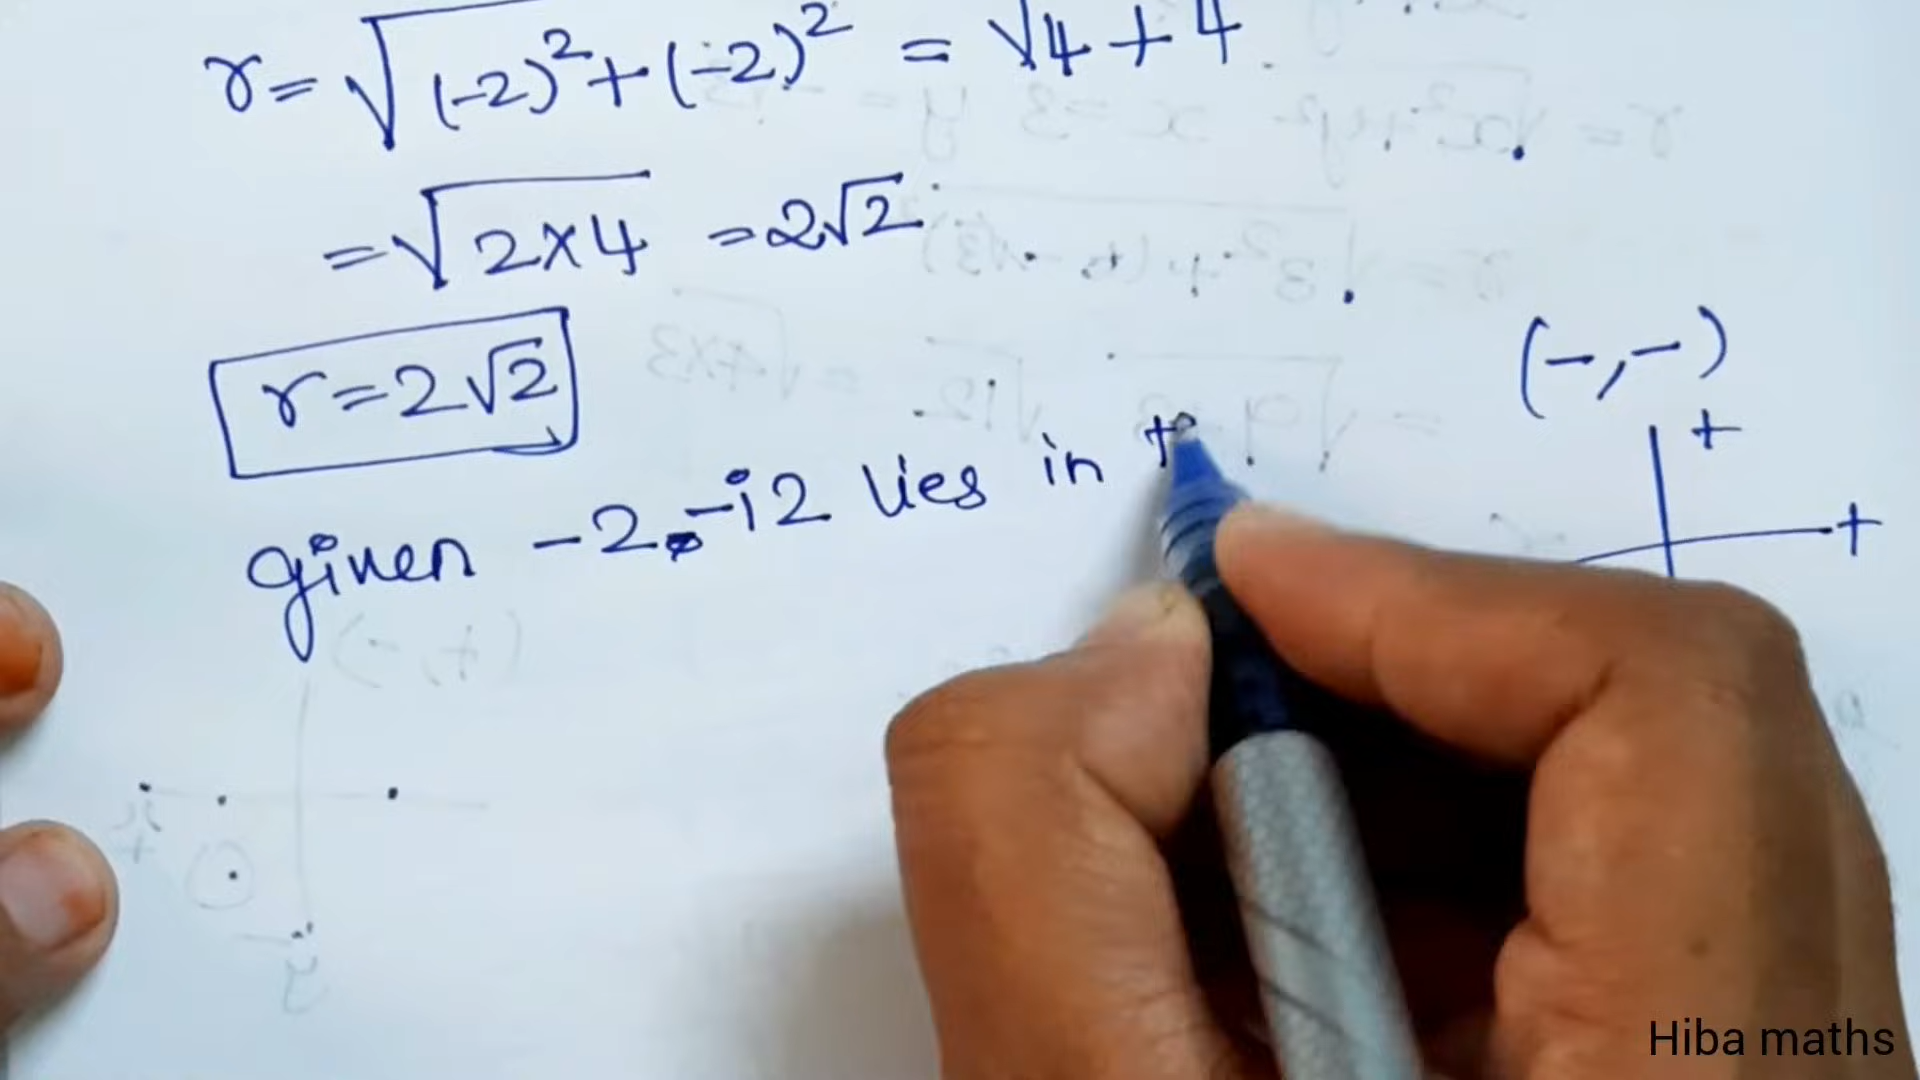 r = √(-2)² + (-2)² = √4 + 4
= √2×4 = 2√2
r = 2√2
(-,-)
+
given -2 -i2 lies in
+
Hiba maths